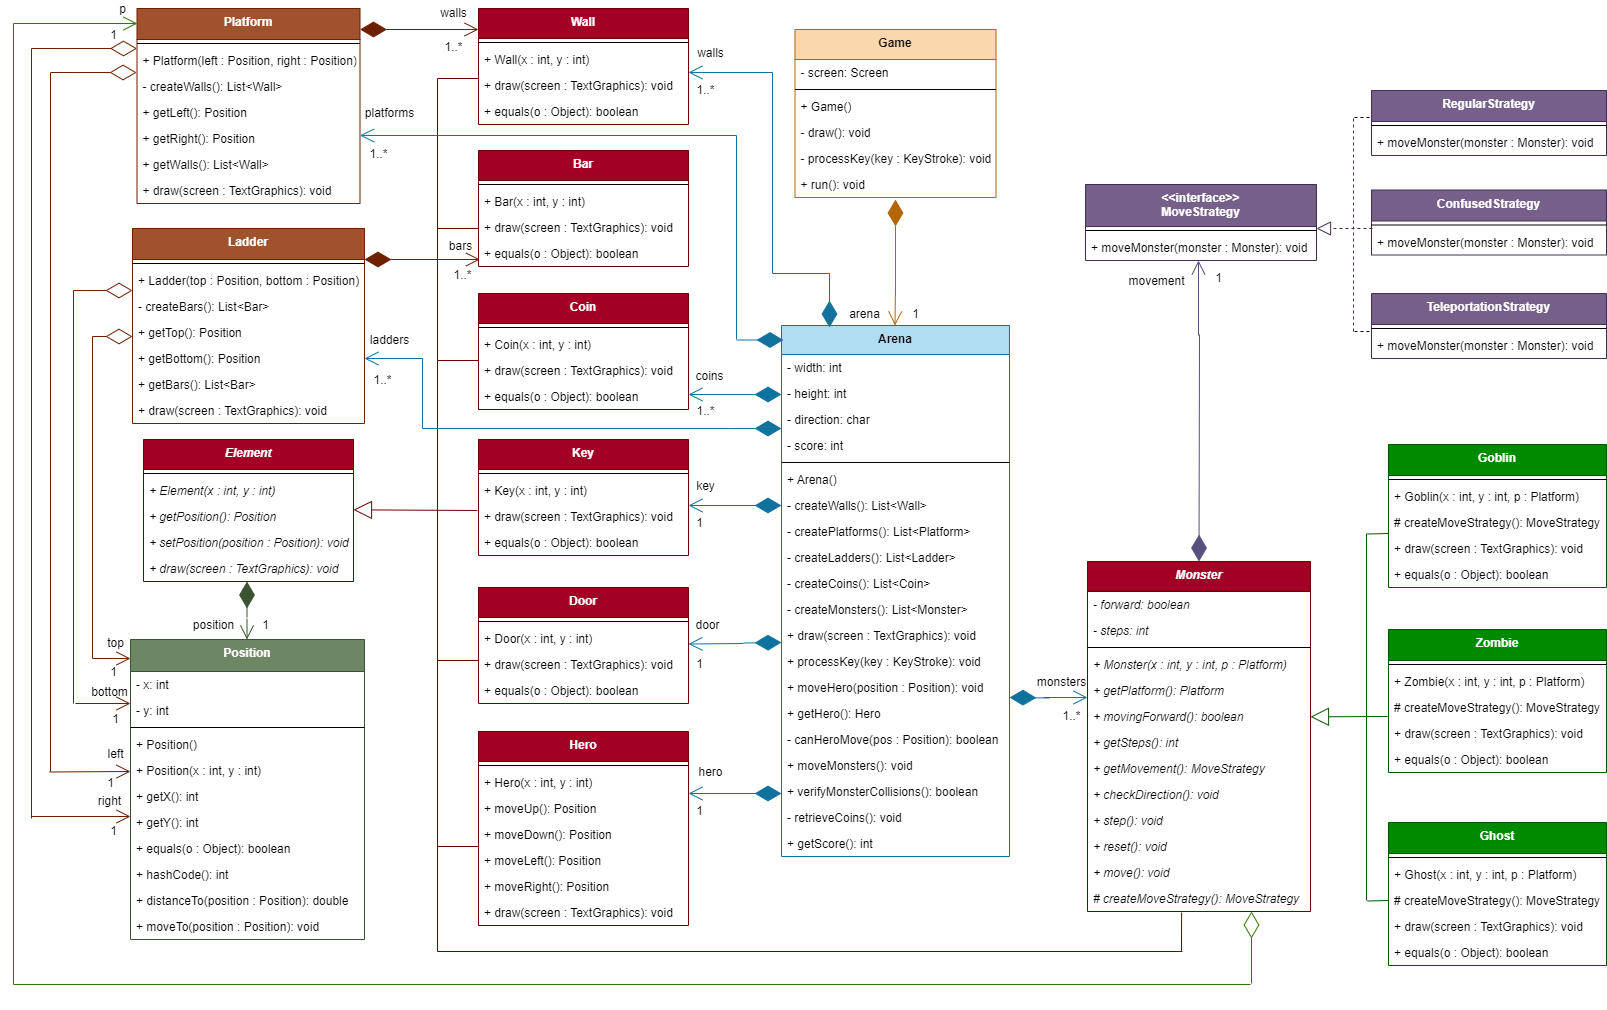 p
1
Platform
+ Platform(left : Position, right : Position)
- createWalls(): List<Wall>
+ getLeft(): Position
+ getRight(): Position
+ getWalls(): List<Wall>
+ draw(screen : TextGraphics): void
walls
1..*
platforms
1..*
Ladder
+ Ladder(top : Position, bottom : Position)
- createBars(): List<Bar>
+ getTop(): Position
+ getBottom(): Position
+ getBars(): List<Bar>
+ draw(screen : TextGraphics): void
bars
1..*
ladders
1..*
Element
+ Element(x : int, y : int)
+ getPosition(): Position
+ setPosition(position : Position): void
+ draw(screen : TextGraphics): void
position
1
top
1
bottom
1
left
1
right
1
Position
- x: int
- y: int
+ Position()
+ Position(x : int, y : int)
+ getX(): int
+ getY(): int
+ equals(o : Object): boolean
+ hashCode(): int
+ distanceTo(position : Position): double
+ moveTo(position : Position): void
Wall
+ Wall(x : int, y : int)
+ draw(screen : TextGraphics): void
+ equals(o : Object): boolean
walls
1..*
Bar
+ Bar(x : int, y : int)
+ draw(screen : TextGraphics): void
+ equals(o : Object): boolean
Coin
+ Coin(x : int, y : int)
+ draw(screen : TextGraphics): void
+ equals(o : Object): boolean
coins
1..*
Key
+ Key(x : int, y : int)
+ draw(screen : TextGraphics): void
+ equals(o : Object): boolean
key
1
Door
+ Door(x : int, y : int)
+ draw(screen : TextGraphics): void
+ equals(o : Object): boolean
door
1
Hero
+ Hero(x : int, y : int)
+ moveUp(): Position
+ moveDown(): Position
+ moveLeft(): Position
+ moveRight(): Position
+ draw(screen : TextGraphics): void
hero
1
Game
- screen: Screen
+ Game()
- draw(): void
- processKey(key : KeyStroke): void
+ run(): void
arena
1
Arena
- width: int
- height: int
- direction: char
- score: int
+ Arena()
- createWalls(): List<Wall>
- createPlatforms(): List<Platform>
- createLadders(): List<Ladder>
- createCoins(): List<Coin>
- createMonsters(): List<Monster>
+ draw(screen : TextGraphics): void
+ processKey(key : KeyStroke): void
+ moveHero(position : Position): void
+ getHero(): Hero
- canHeroMove(pos : Position): boolean
+ moveMonsters(): void
+ verifyMonsterCollisions(): boolean
- retrieveCoins(): void
+ getScore(): int
monsters
1..*
<<interface>>
MoveStrategy
+ moveMonster(monster : Monster): void
movement
1
Monster
- forward: boolean
- steps: int
+ Monster(x : int, y : int, p : Platform)
+ getPlatform(): Platform
+ movingForward(): boolean
+ getSteps(): int
+ getMovement(): MoveStrategy
+ checkDirection(): void
+ step(): void
+ reset(): void
+ move(): void
# createMoveStrategy(): MoveStrategy
RegularStrategy
+ moveMonster(monster : Monster): void
ConfusedStrategy
+ moveMonster(monster : Monster): void
TeleportationStrategy
+ moveMonster(monster : Monster): void
Goblin
+ Goblin(x : int, y : int, p : Platform)
# createMoveStrategy(): MoveStrategy
+ draw(screen : TextGraphics): void
+ equals(o : Object): boolean
Zombie
+ Zombie(x : int, y : int, p : Platform)
# createMoveStrategy(): MoveStrategy
+ draw(screen : TextGraphics): void
+ equals(o : Object): boolean
Ghost
+ Ghost(x : int, y : int, p : Platform)
# createMoveStrategy(): MoveStrategy
+ draw(screen : TextGraphics): void
+ equals(o : Object): boolean